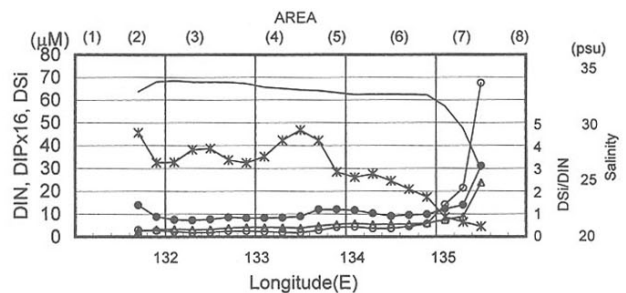 AREA
(μM) (1) (2) (3) (4) (5) (6) (7) (8) (psu)
80 35
70
60
50 5 30
40 4
30 3 25
20 2
10 1
0 0 20
132 133 134 135
Longitude(E)
DIN, DIPx16, DSi
DSi/DIN
Salinity